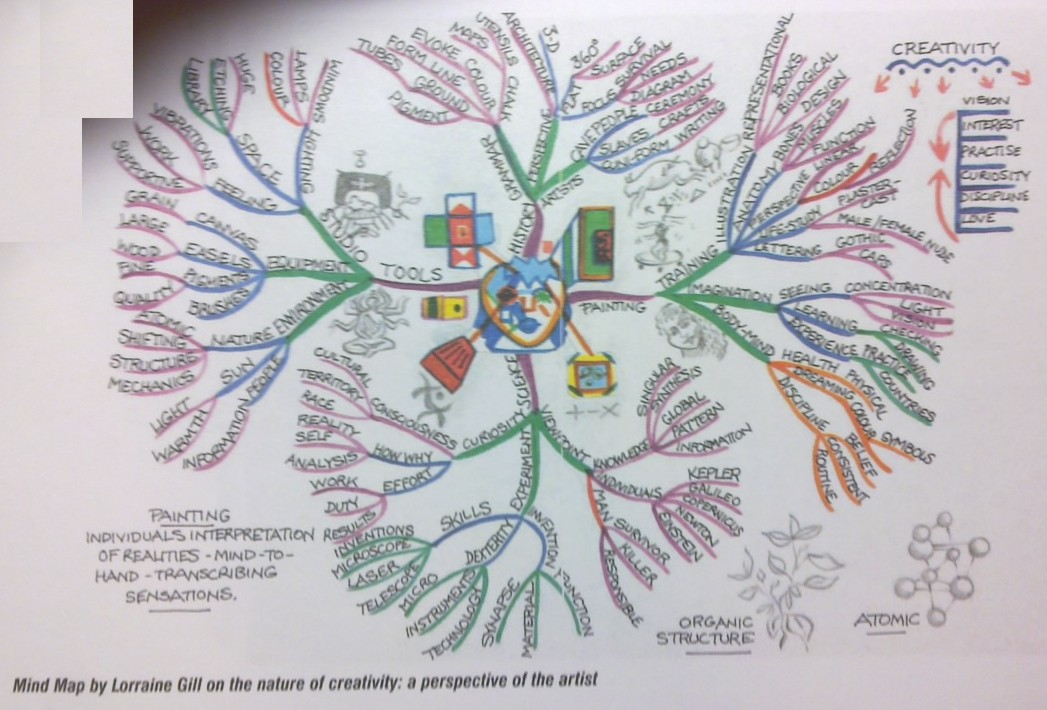 CREATIVITY
VISION
INTEREST
PRACTISE
CURIOSITY
DISCIPLINE
LOVE
TOOLS
STUDIO
LIGHTING
WINDOWS
LAMPS
COLOUR
SPACE
HUGE
ETCHING
LIBRARY
FEELING
VIBRATIONS
WORK
SUPPORTIVE
EQUIPMENT
CANVAS
GRAIN
LARGE
EASELS
WOOD
PIGMENTS
FINE
QUALITY
BRUSHES
ENVIRONMENT
NATURE
ATOMIC
SHIFTING
STRUCTURE
MECHANICS
SUN
LIGHT
WARMTH
PEOPLE
INFORMATION
HISTORY
GRAMMAR
TUBES
FORM LINE
EVOKE
MAPS
UTENSILS
CHALK
COLOUR
GROUND
PIGMENT
PERSPECTIVE
ARCHITECTURE
3-D
FLAT
360°
FOCUS
SURFACE
ARTISTS
CAVE PEOPLE
SURVIVAL
NEEDS
DIAGRAM
SLAVES
CEREMONY
CRAFTS
CUNIFORM
WRITING
PAINTING
TRAINING
ILLUSTRATION
REPRESENTATIONAL
BOOKS
BIOLOGICAL
DESIGN
ANATOMY
BONES
MUSCLES
FUNCTION
PERSPECTIVE
LINEAR
COLOUR
REFLECTION
LIFE-STUDY
PLASTER
CAST
MALE/FEMALE NUDE
LETTERING
GOTHIC
CAPS
IMAGINATION
SEEING
CONCENTRATION
LIGHT
VISION
LEARNING
CHECKING
DRAWING
EXPERIENCE
PRACTICE
COUNTRIES
BODY-MIND
HEALTH
PHYSICAL
DREAMING
COLOUR
SYMBOLS
BELIEF
DISCIPLINE
CONSISTENT
ROUTINE
SCIENCE
CURIOSITY
CONSCIOUSNESS
CULTURAL
TERRITORY
RACE
HOW WHY
REALITY
SELF
ANALYSIS
EFFORT
WORK
DUTY
RESULTS
EXPERIMENT
SKILLS
INVENTIONS
MICROSCOPE
LASER
TELESCOPE
DEXTERITY
MICRO
INSTRUMENTS
TECHNOLOGY
INVENTION
SYNAPSE
MATERIAL
FUNCTION
VIEWPOINT
KNOWLEDGE
SINGULAR
SYNTHESIS
GLOBAL
PATTERN
INFORMATION
INDIVIDUALS
KEPLER
GALILEO
COPERNICUS
NEWTON
EINSTEIN
MAN
SURVIVOR
KILLER
RESPONSIBLE
PAINTING
INDIVIDUALS INTERPRETATION
OF REALITIES - MIND-TO-
HAND - TRANSCRIBING
SENSATIONS.
ORGANIC
STRUCTURE
ATOMIC
+ - ×
Mind Map by Lorraine Gill on the nature of creativity: a perspective of the artist